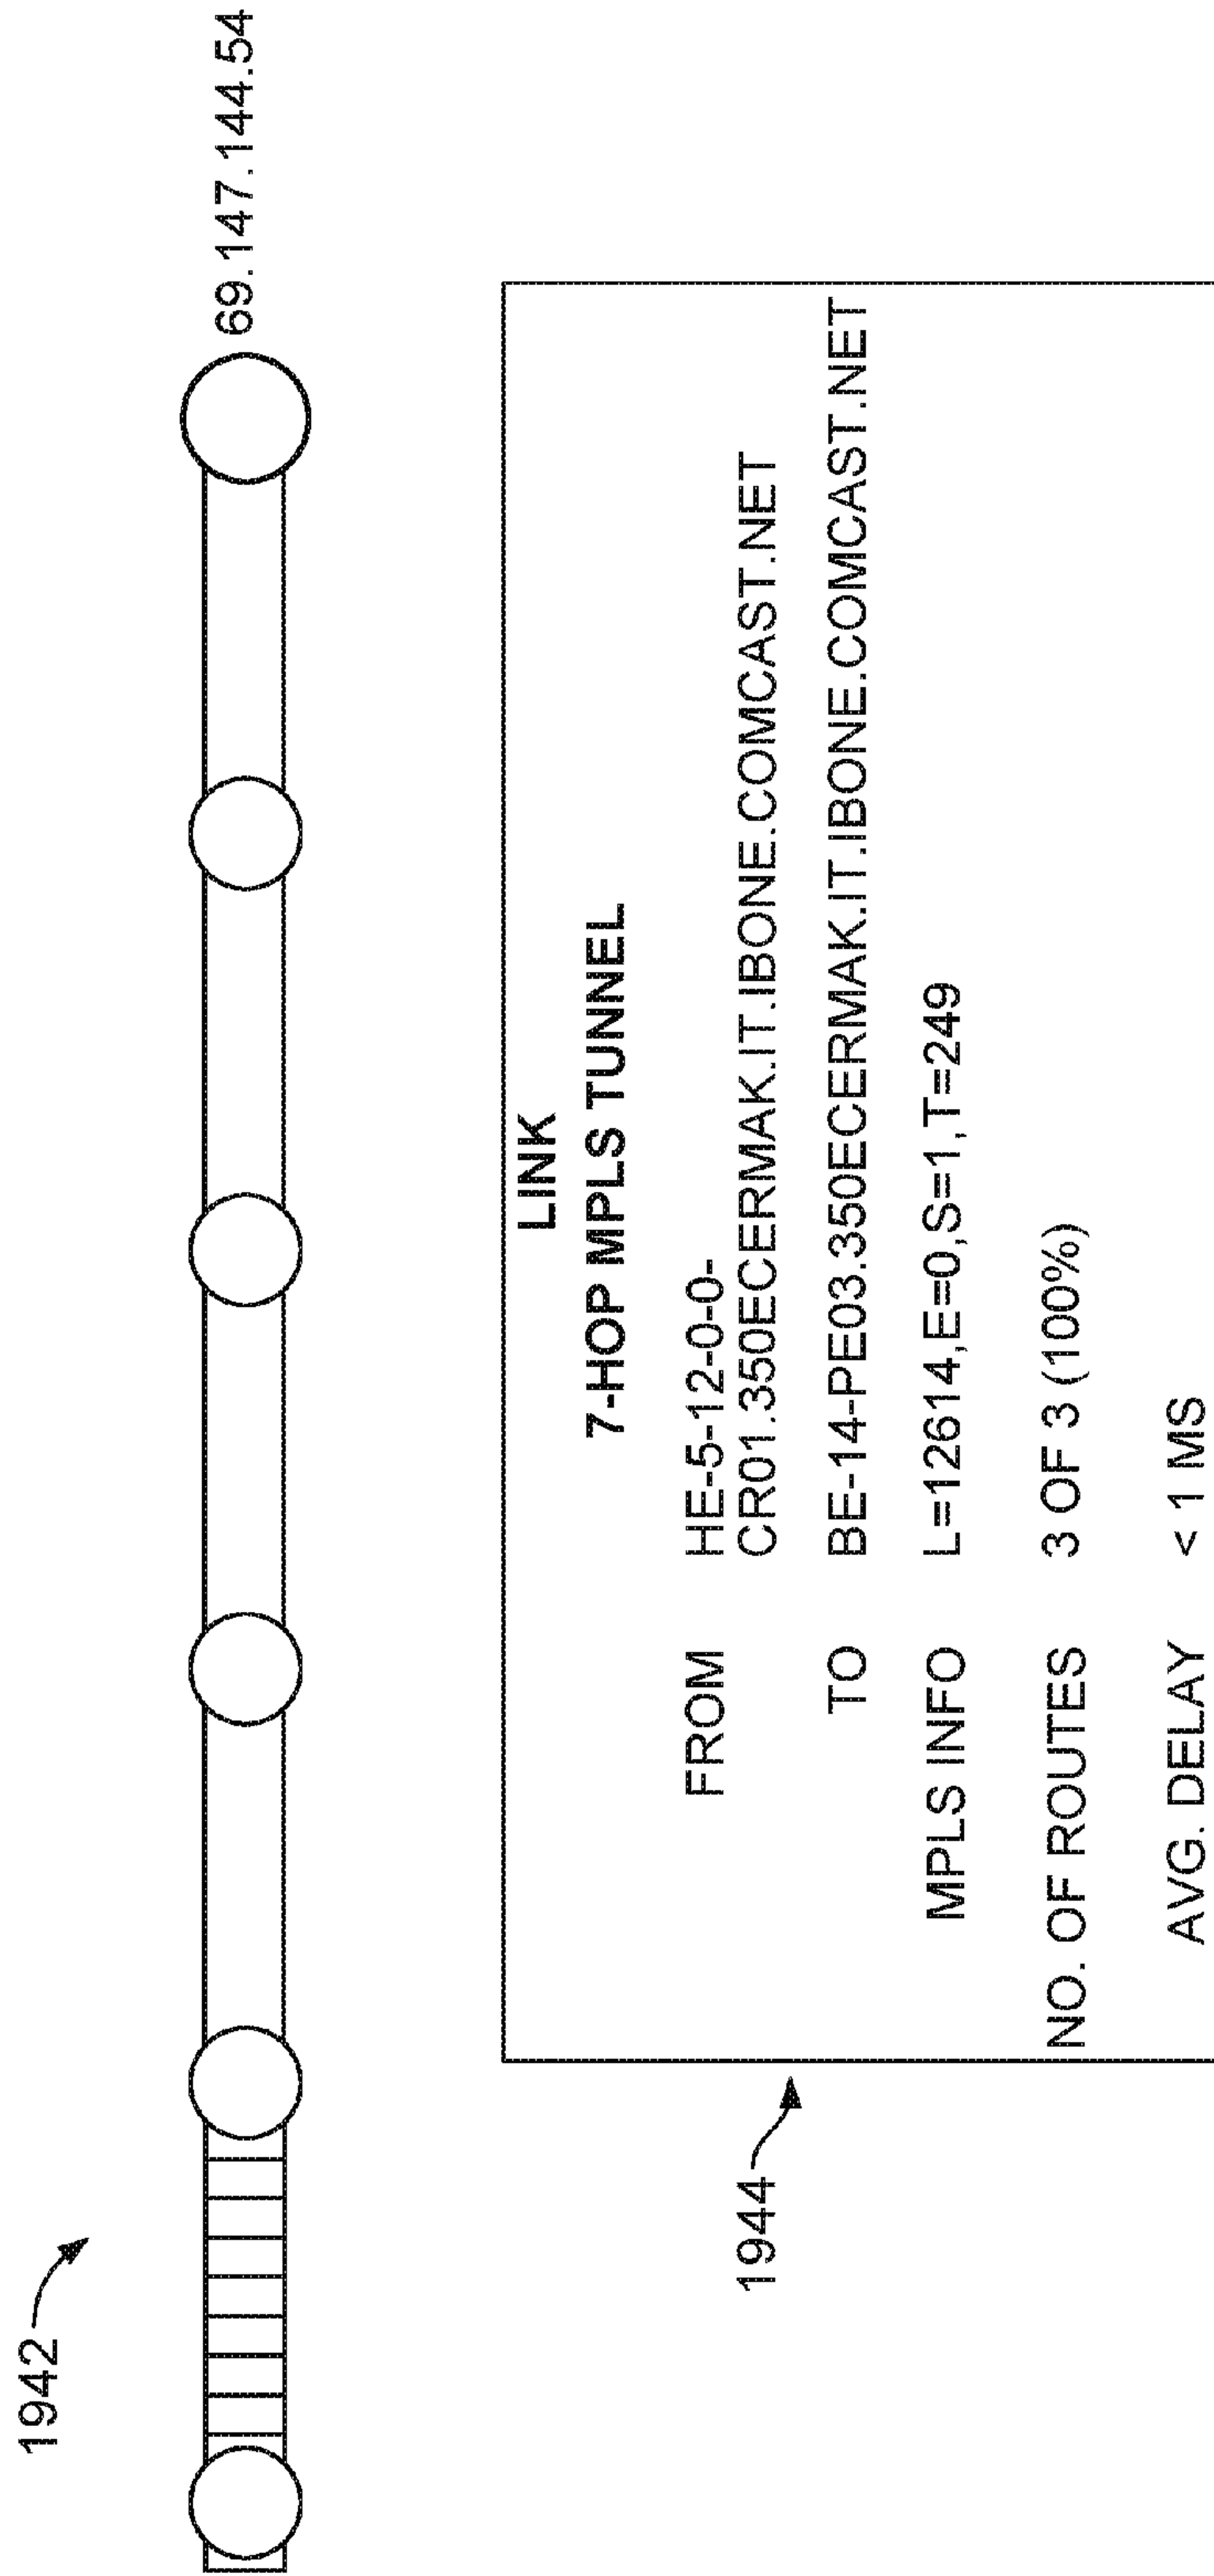 1942
69.147.144.54
1944
LINK
7-HOP MPLS TUNNEL
FROM HE-5-12-0-0-
CR01.350ECERMAK.IT.IBONE.COMCAST.NET
TO BE-14-PE03.350ECERMAK.IT.IBONE.COMCAST.NET
MPLS INFO L=12614,E=0,S=1,T=249
NO. OF ROUTES 3 OF 3 (100%)
AVG. DELAY < 1 MS